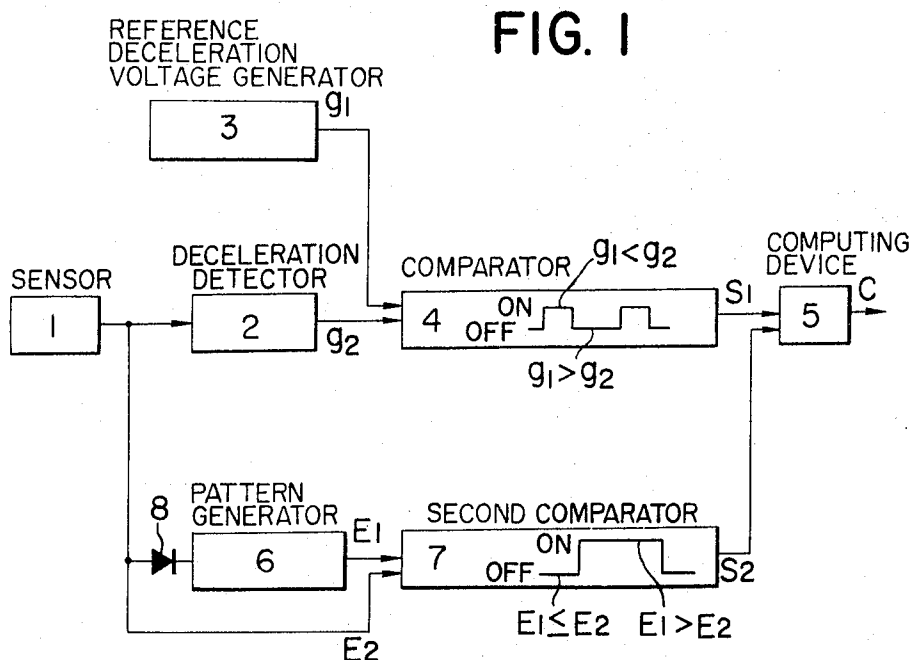 FIG. 1
REFERENCE
DECELERATION
VOLTAGE GENERATOR
g1
3
SENSOR
1
DECELERATION
DETECTOR
2
g2
COMPARATOR
4
ON
OFF
g1<g2
g1>g2
S1
COMPUTING
DEVICE
5
C
8
PATTERN
GENERATOR
6
E1
E2
SECOND COMPARATOR
7
ON
OFF
E1≤E2
E1>E2
S2